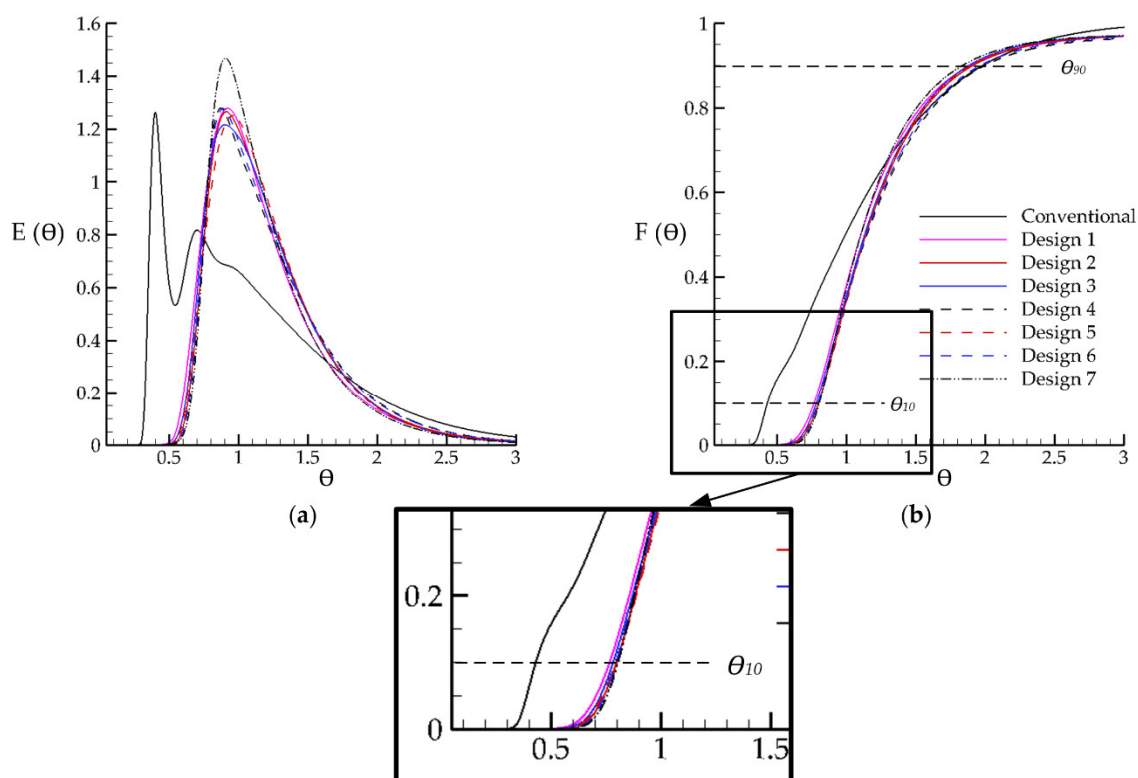 1.6
1.4
1.2
1
0.8
0.6
0.4
0.2
0
E (Θ)
0.5
1
1.5
2
2.5
3
Θ
(a)
1
0.8
0.6
0.4
0.2
0
F (Θ)
θ90
θ10
Conventional
Design 1
Design 2
Design 3
Design 4
Design 5
Design 6
Design 7
0.5
1
1.5
2
2.5
3
Θ
(b)
0.2
0
θ10
0.5
1
1.5